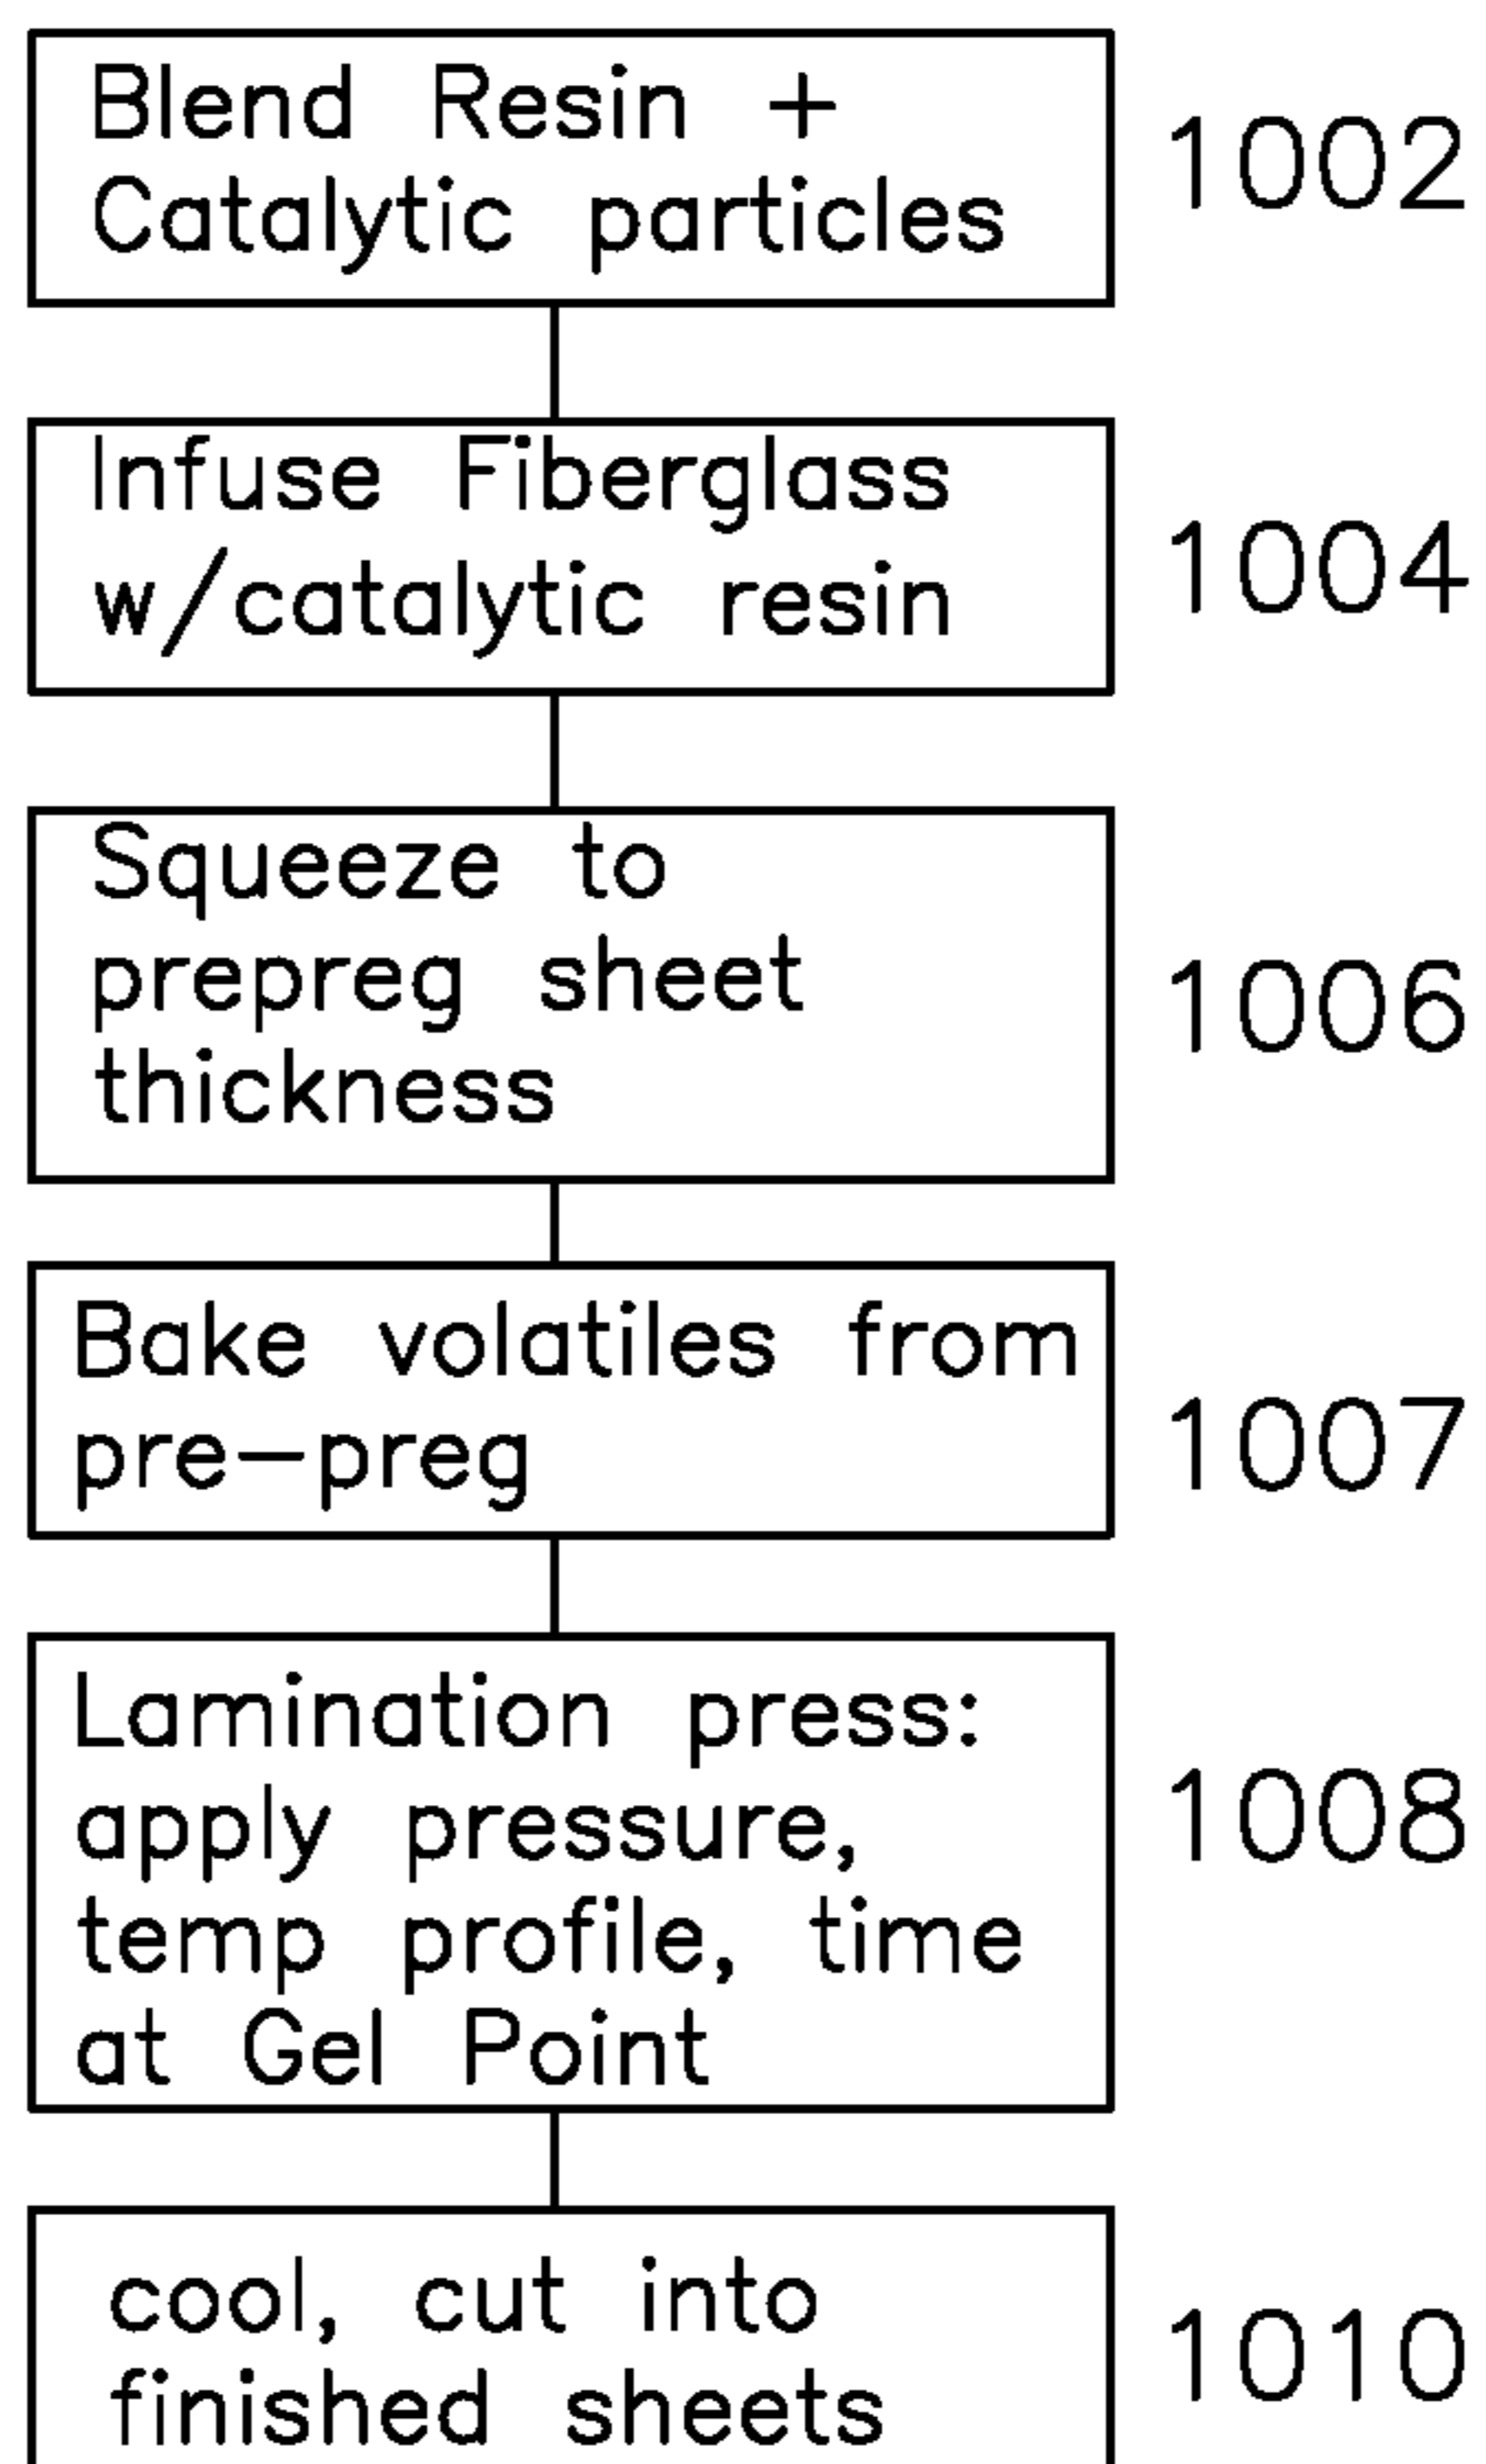 Blend Resin +
Catalytic particles
1002
Infuse Fiberglass
w/catalytic resin
1004
Squeeze to
prepreg sheet
thickness
1006
Bake volatiles from
pre-preg
1007
Lamination press:
apply pressure,
temp profile, time
at Gel Point
1008
cool, cut into
finished sheets
1010